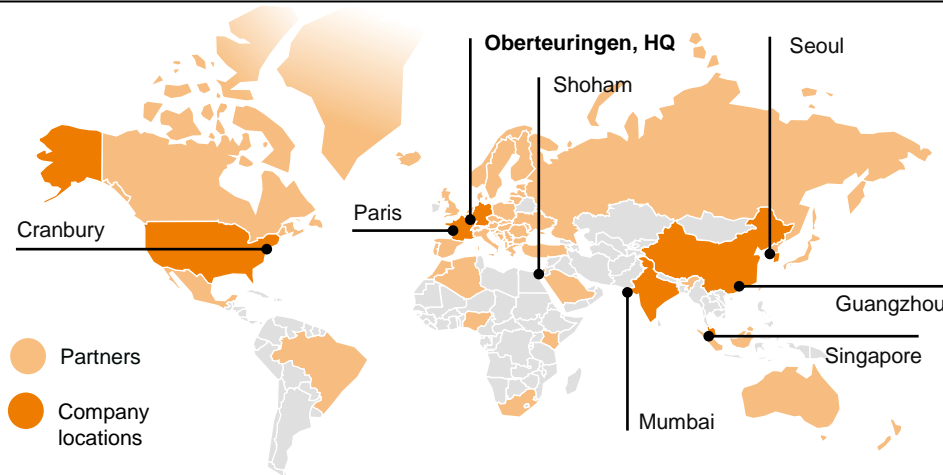 Oberteuringen, HQ
Seoul
Shoham
Paris
Cranbury
Guangzhou
Partners
Singapore
Company
locations
Mumbai